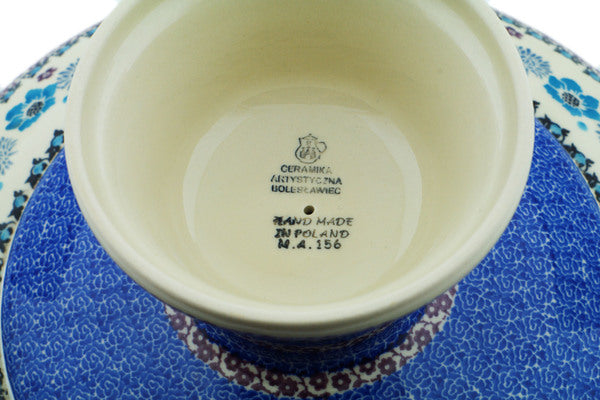 CERAMIKA
ARTYSTYCZNA
BOLESŁAWIEC
HAND MADE
IN POLAND
M.A. 156